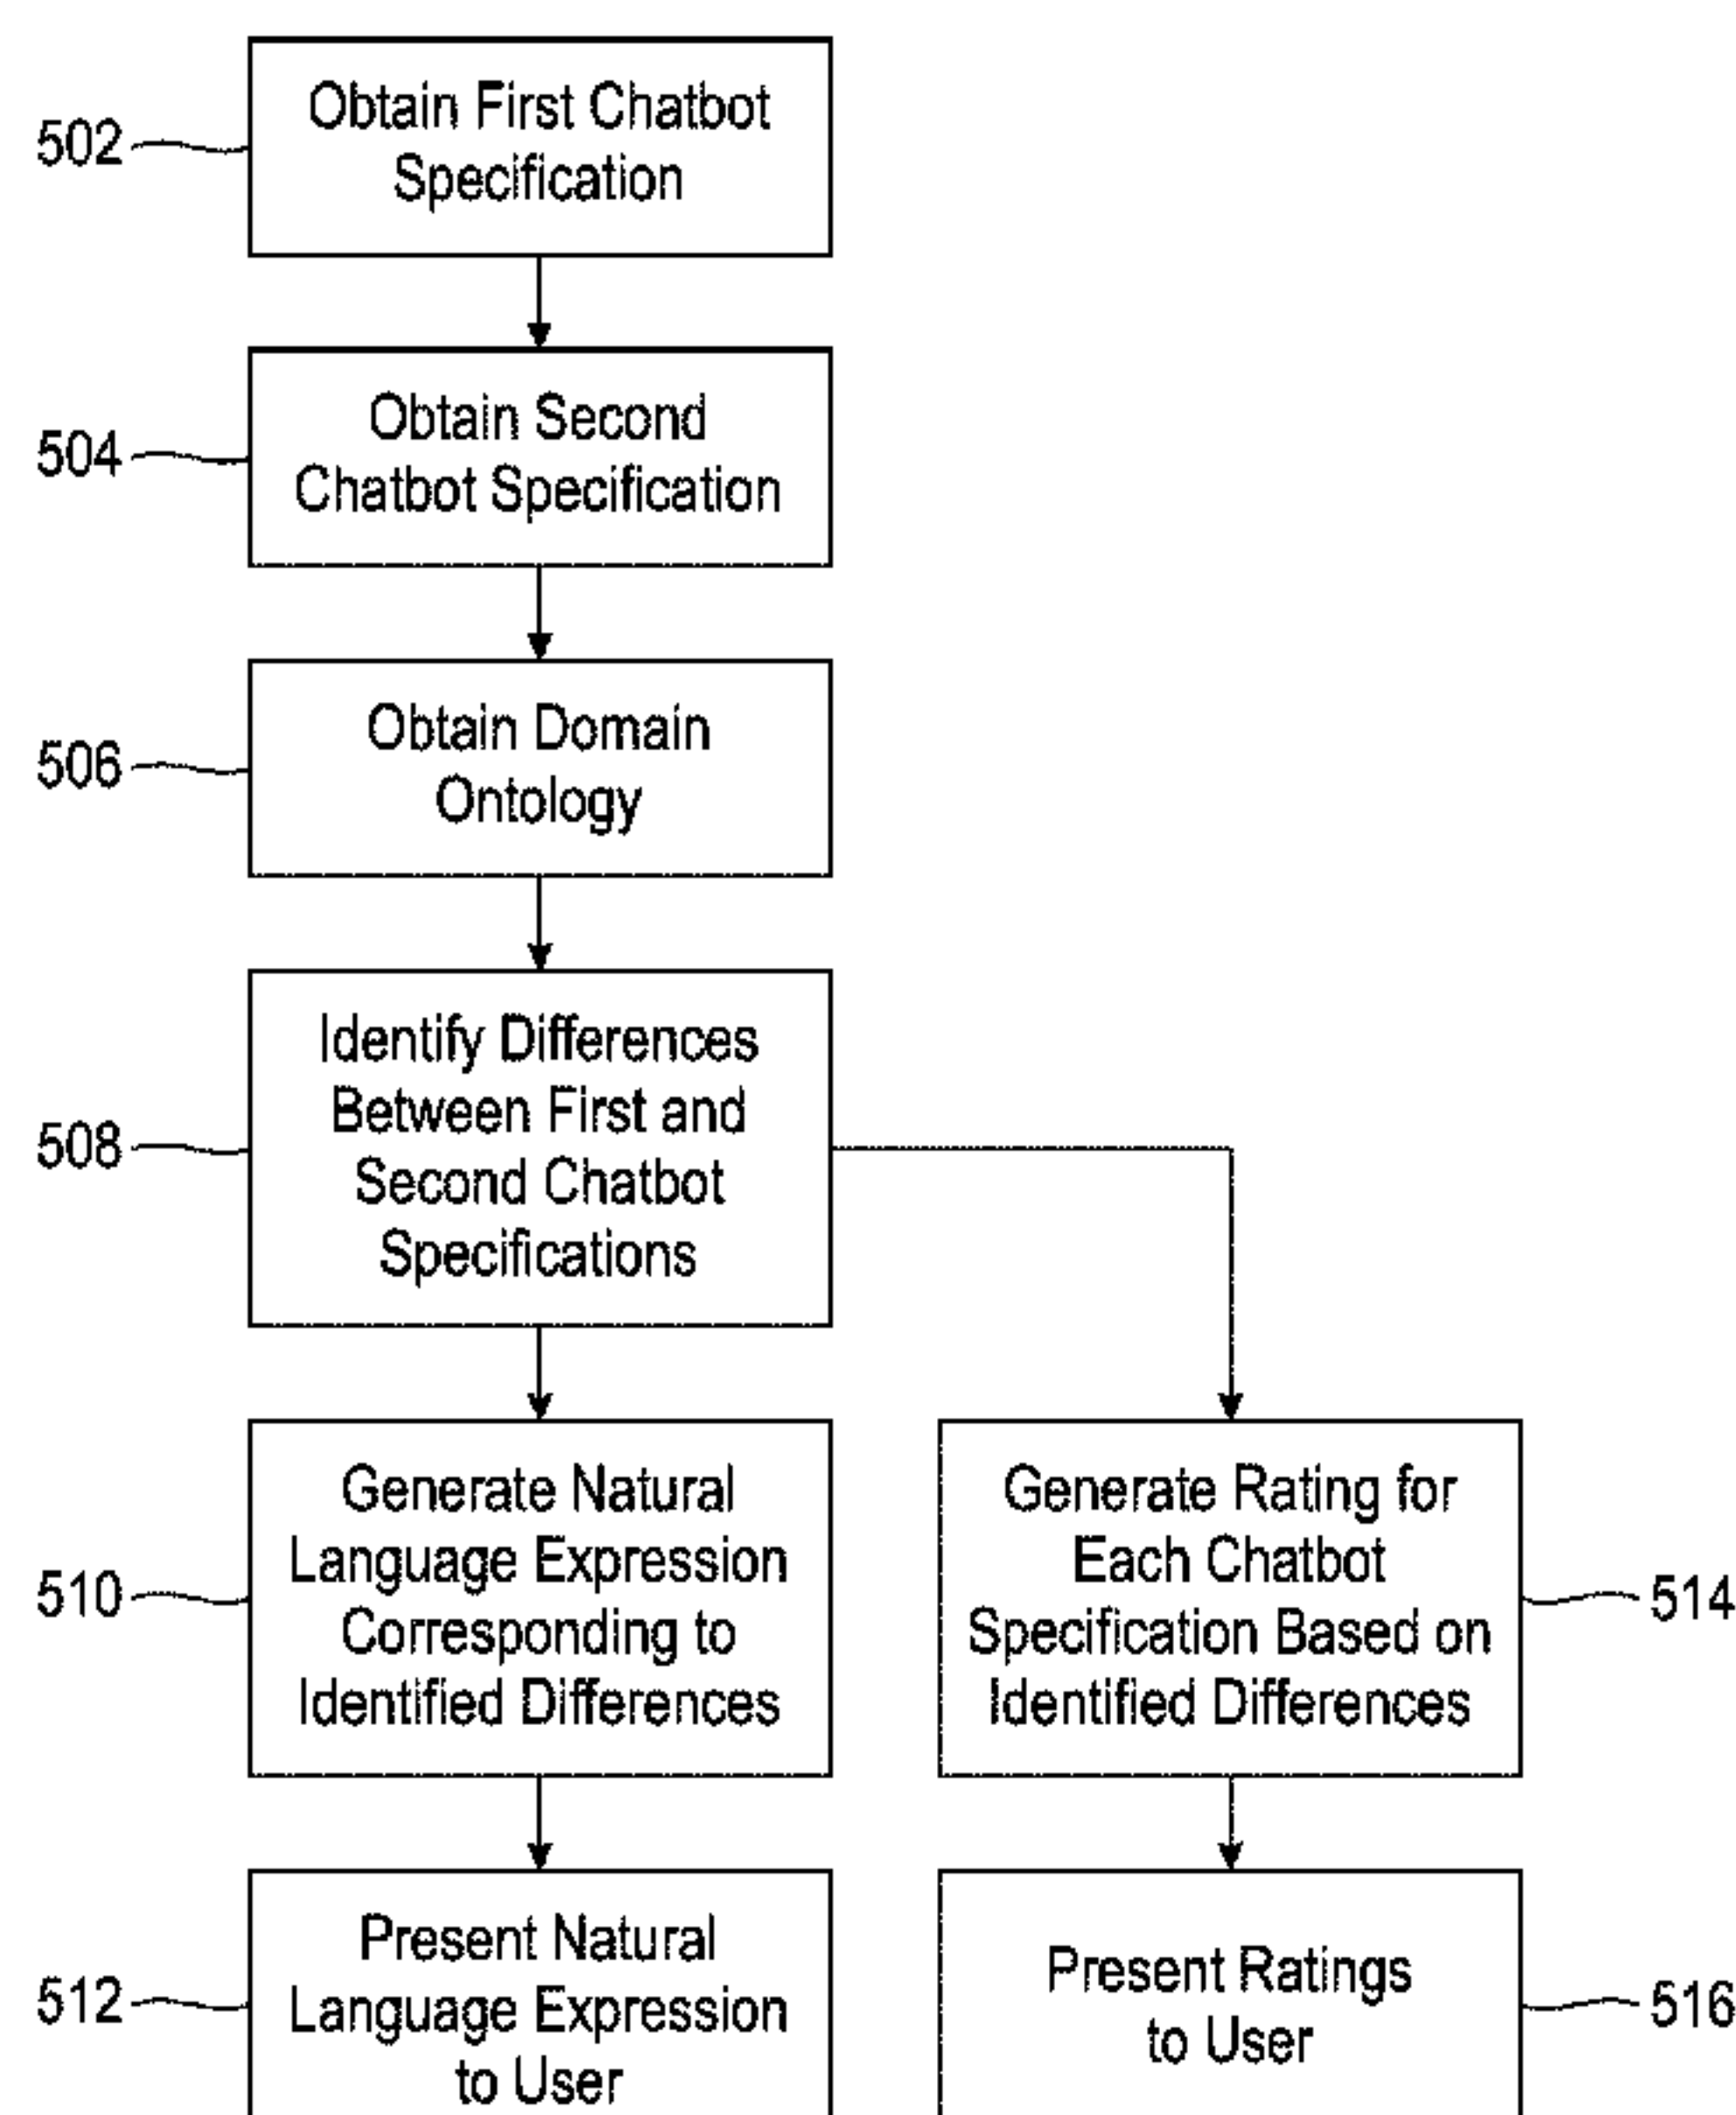 502
Obtain First Chatbot
Specification
504
Obtain Second
Chatbot Specification
506
Obtain Domain
Ontology
508
Identify Differences
Between First and
Second Chatbot
Specifications
510
Generate Natural
Language Expression
Corresponding to
Identified Differences
Generate Rating for
Each Chatbot
Specification Based on
Identified Differences
514
512
Present Natural
Language Expression
to User
Present Ratings
to User
516